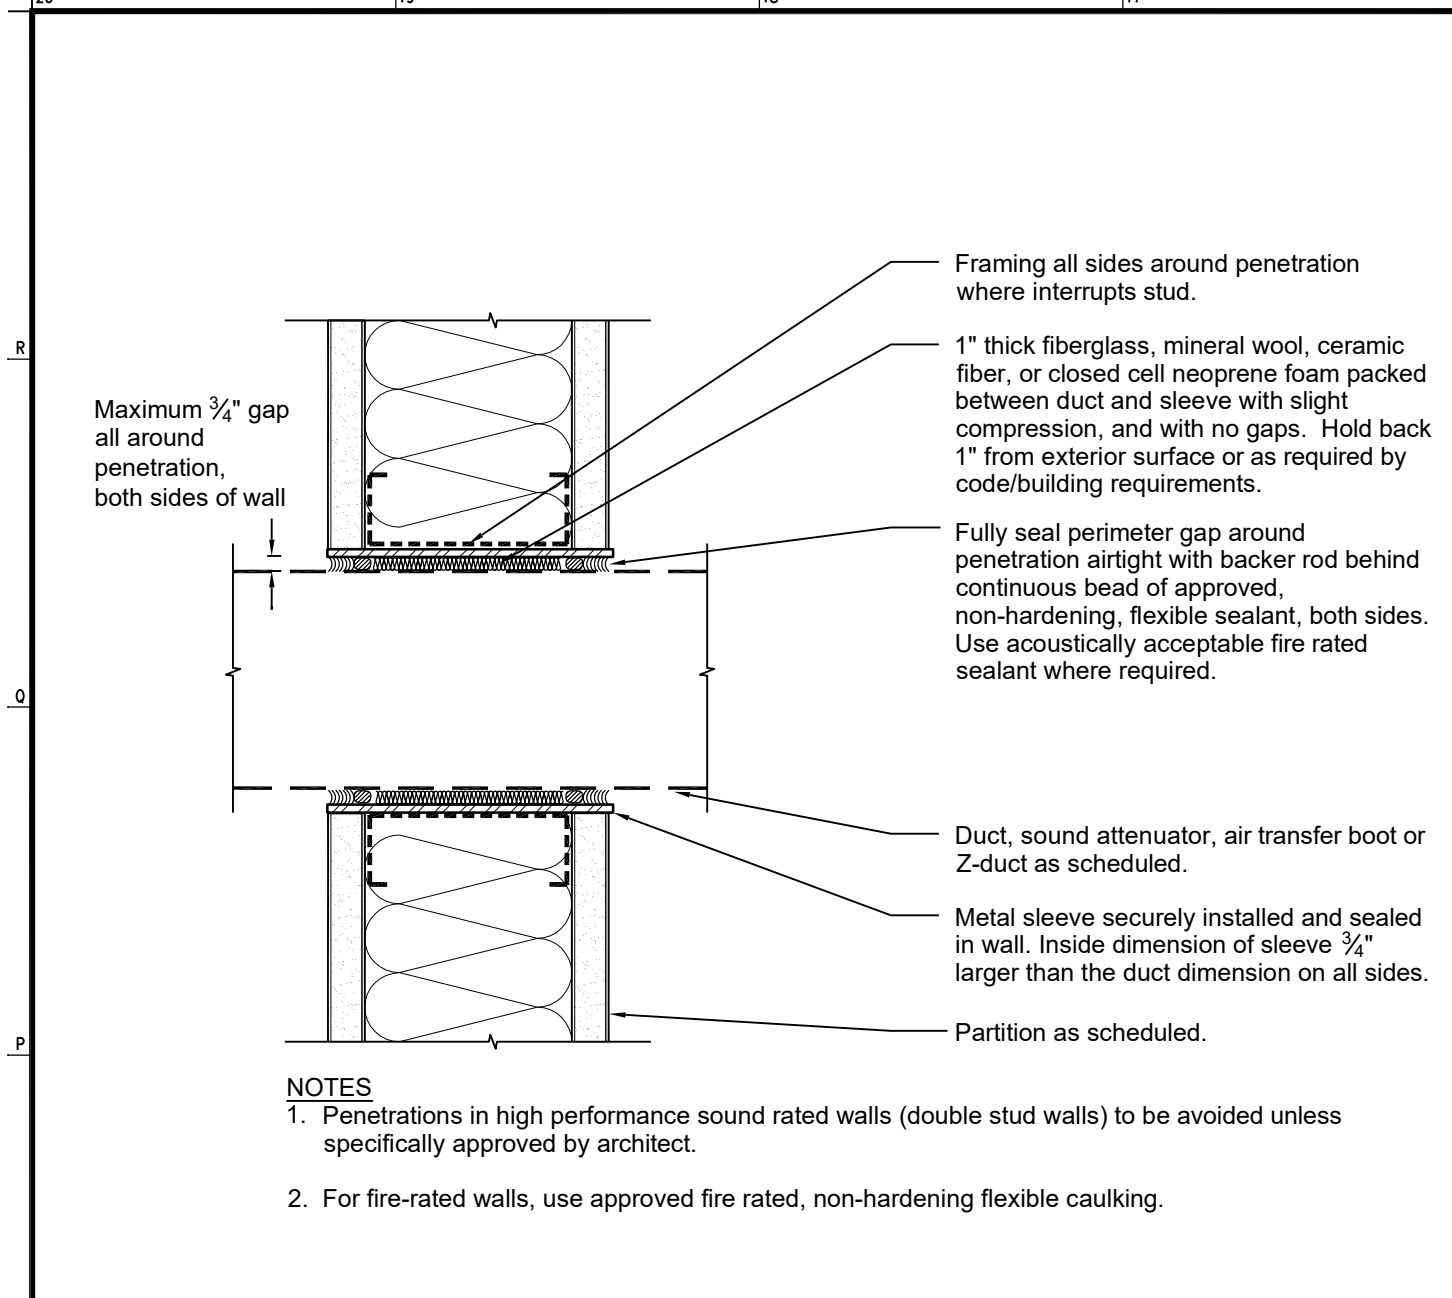 Framing all sides around penetration
where interrupts stud.
1" thick fiberglass, mineral wool, ceramic
fiber, or closed cell neoprene foam packed
between duct and sleeve with slight
compression, and with no gaps. Hold back
1" from exterior surface or as required by
code/building requirements.
Maximum ¾" gap
all around
penetration,
both sides of wall
Fully seal perimeter gap around
penetration airtight with backer rod behind
continuous bead of approved,
non-hardening, flexible sealant, both sides.
Use acoustically acceptable fire rated
sealant where required.
Duct, sound attenuator, air transfer boot or
Z-duct as scheduled.
Metal sleeve securely installed and sealed
in wall. Inside dimension of sleeve ¾"
larger than the duct dimension on all sides.
Partition as scheduled.
R
Q
P
NOTES
1. Penetrations in high performance sound rated walls (double stud walls) to be avoided unless
specifically approved by architect.
2. For fire-rated walls, use approved fire rated, non-hardening flexible caulking.